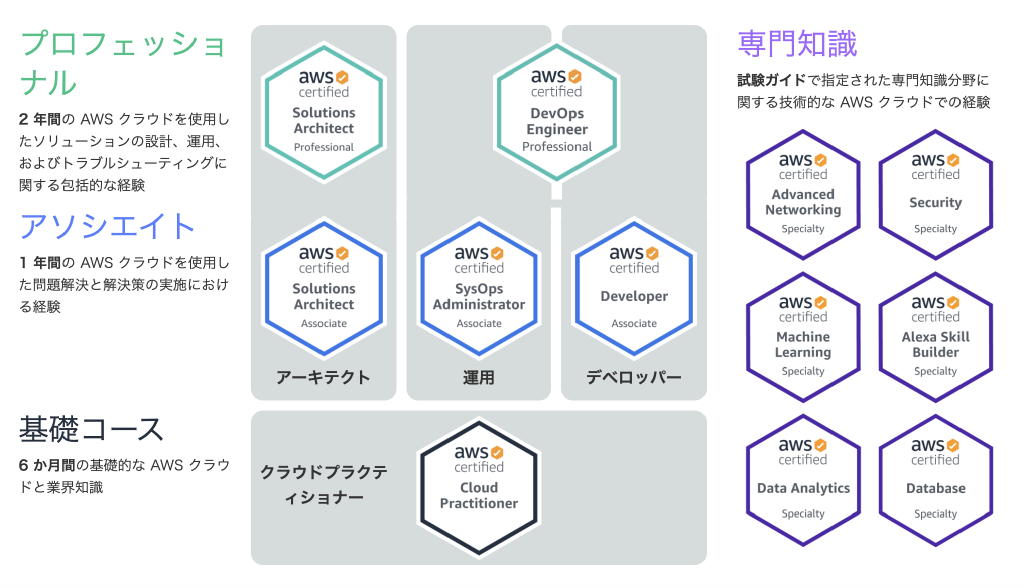 プロフェッショ
ナル
2 年間の AWS クラウドを使用し
たソリューションの設計、運用、
およびトラブルシューティングに
関する包括的な経験
アソシエイト
1 年間の AWS クラウドを使用し
た問題解決と解決策の実施におけ
る経験
基礎コース
6 か月間の基礎的な AWS クラウ
ドと業界知識
aws
certified
Solutions
Architect
Professional
aws
certified
DevOps
Engineer
Professional
aws
certified
Solutions
Architect
Associate
aws
certified
SysOps
Administrator
Associate
aws
certified
Developer
Associate
アーキテクト
運用
デベロッパー
クラウドプラクテ
ィショナー
aws
certified
Cloud
Practitioner
専門知識
試験ガイドで指定された専門知識分野に
関する技術的な AWS クラウドでの経験
aws
certified
Advanced
Networking
Specialty
aws
certified
Security
Specialty
aws
certified
Machine
Learning
Specialty
aws
certified
Alexa Skill
Builder
Specialty
aws
certified
Data Analytics
Specialty
aws
certified
Database
Specialty